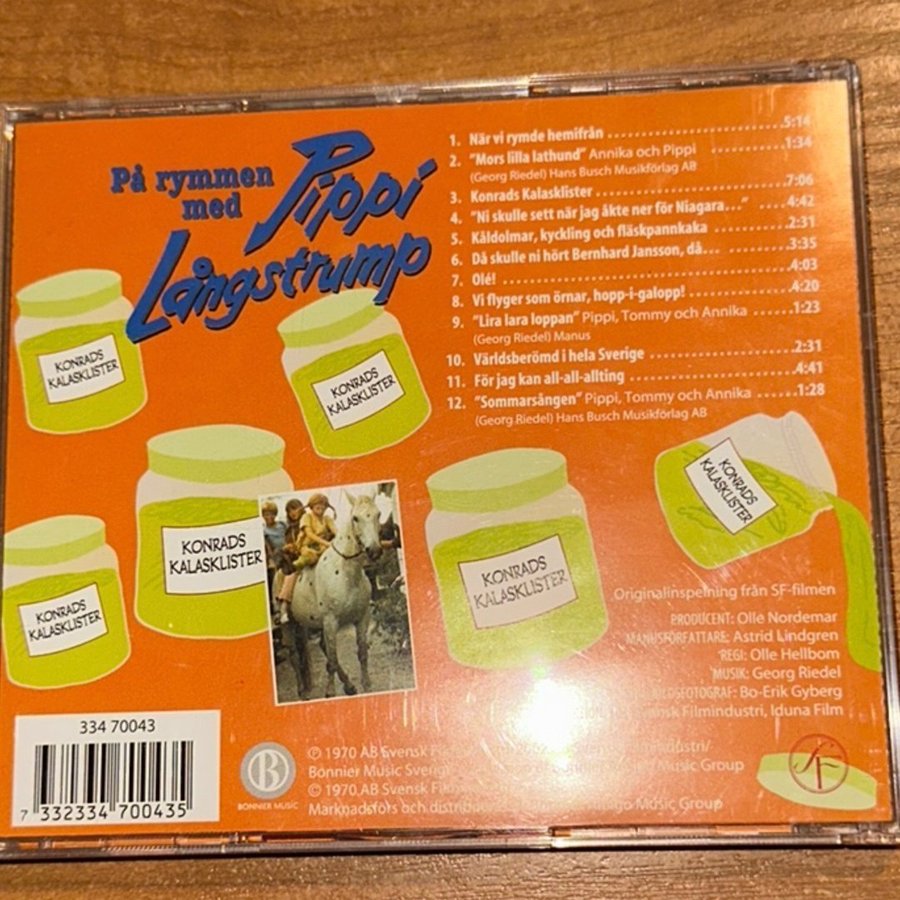 På rymmen
med
Pippi
Långstrump
1. När vi rymde hemifrån 5:14
2. "Mors lilla lathund" Annika och Pippi 1:34
(Georg Riedel) Hans Busch Musikförlag AB
3. Konrads Kalasklister 7:06
4. "Ni skulle sett när jag åkte ner för Niagara…" 4:42
5. Kåldolmar, kyckling och fläskpannkaka 2:31
6. Då skulle ni hört Bernhard Jansson, då... 3:35
7. Olé! 4:03
8. Vi flyger som örnar, hopp-i-galopp! 4:20
9. "Lira lara loppan" Pippi, Tommy och Annika 1:23
(Georg Riedel) Manus
10. Världsberömd i hela Sverige 2:31
11. För jag kan all-all-allting 4:41
12. "Sommarsången" Pippi, Tommy och Annika 1:28
(Georg Riedel) Hans Busch Musikförlag AB
KONRADS
KALASKLISTER
KONRADS
KALASKLISTER
KONRADS
KALASKLISTER
KONRADS
KALASKLISTER
KONRADS
KALASKLISTER
KONRADS
KALASKLISTER
Originalinspelning från SF-filmen
PRODUCENT: Olle Nordemar
MANUSFÖRFATTARE: Astrid Lindgren
REGI: Olle Hellbom
MUSIK: Georg Riedel
Bo-Erik Gyberg
Filmindustri, Iduna Film
334 70043
7 332334 700435
B
BONNIER MUSIC
℗ 1970 AB Svensk
Bonnier Music Music Group
© 1970 AB Svensk
Marknadsförs och Music Group
SF